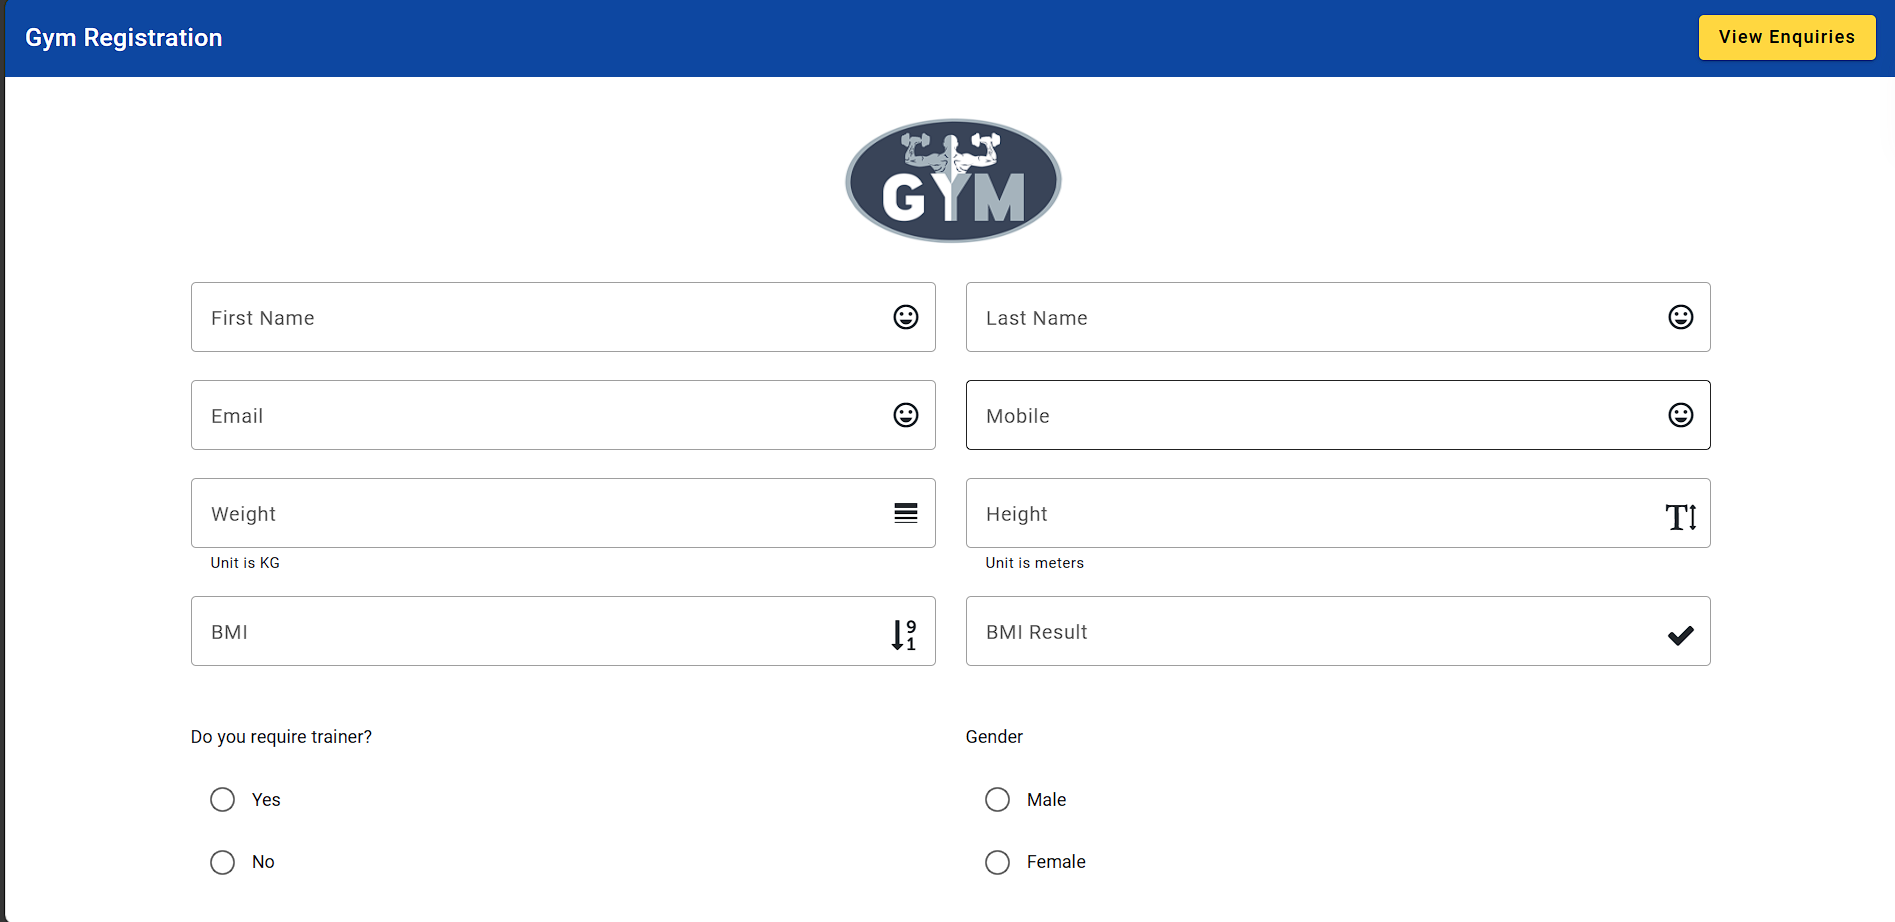 Gym Registration
View Enquiries
GYM
First Name
Last Name
Email
Mobile
Weight
Height
Unit is KG
Unit is meters
BMI
BMI Result
Do you require trainer?
Gender
Yes
Male
No
Female